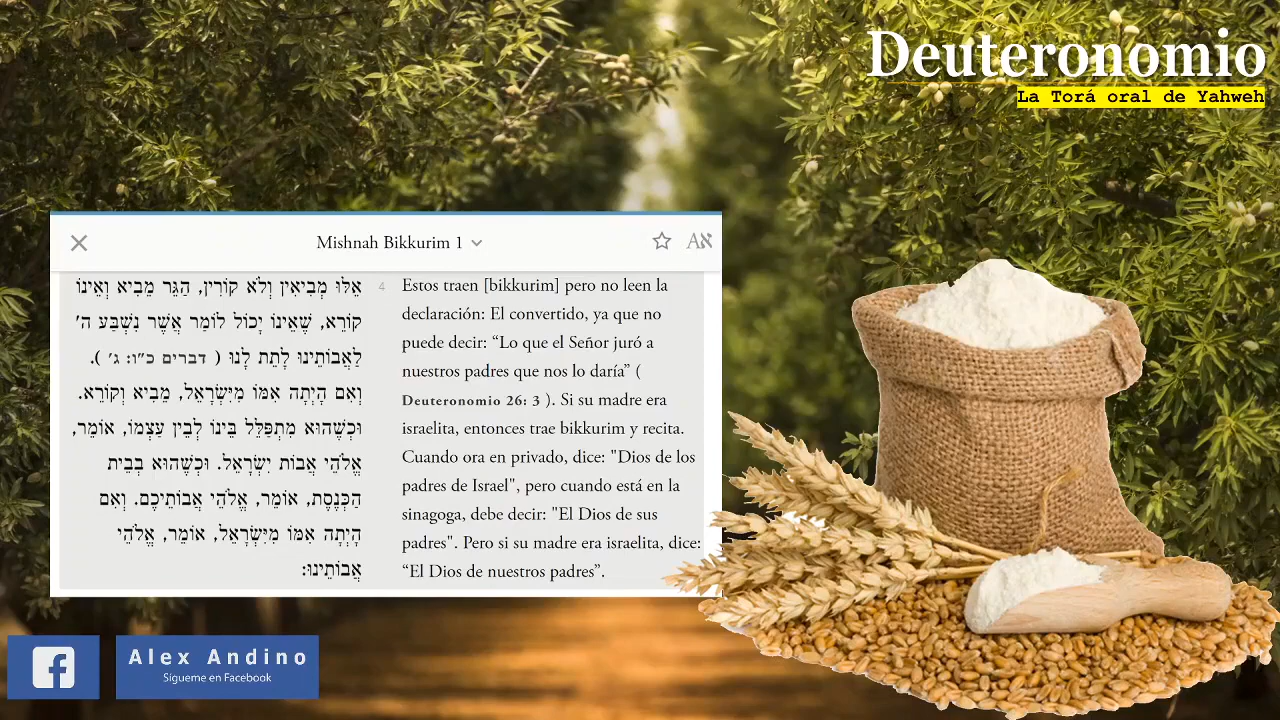 Deuteronomio
La Torá oral de Yahweh
Mishnah Bikkurim 1
Aא
אֵלּוּ מְבִיאִין וְלֹא קוֹרִין, הַגֵּר מֵבִיא וְאֵינוֹ
קוֹרֵא, שֶׁאֵינוֹ יָכוֹל לוֹמַר אֲשֶׁר נִשְׁבַּע ה'
לַאֲבוֹתֵינוּ לָתֵת לָנוּ ( דברים כ״ו: ג׳ ).
וְאִם הָיְתָה אִמּוֹ מִיִּשְׂרָאֵל, מֵבִיא וְקוֹרֵא.
וּכְשֶׁהוּא מִתְפַּלֵּל בֵּינוֹ לְבֵין עַצְמוֹ, אוֹמֵר,
אֱלֹהֵי אֲבוֹת יִשְׂרָאֵל. וּכְשֶׁהוּא בְּבֵית
הַכְּנֶסֶת, אוֹמֵר, אֱלֹהֵי אֲבוֹתֵיכֶם. וְאִם
הָיְתָה אִמּוֹ מִיִּשְׂרָאֵל, אוֹמֵר, אֱלֹהֵי
אֲבוֹתֵינוּ:
4
Estos traen [bikkurim] pero no leen la
declaración: El convertido, ya que no
puede decir: “Lo que el Señor juró a
nuestros padres que nos lo daría” (
Deuteronomio 26: 3 ). Si su madre era
israelita, entonces trae bikkurim y recita.
Cuando ora en privado, dice: "Dios de los
padres de Israel", pero cuando está en la
sinagoga, debe decir: "El Dios de sus
padres". Pero si su madre era israelita, dice:
“El Dios de nuestros padres”.
f
Alex Andino
Sigueme en Facebook